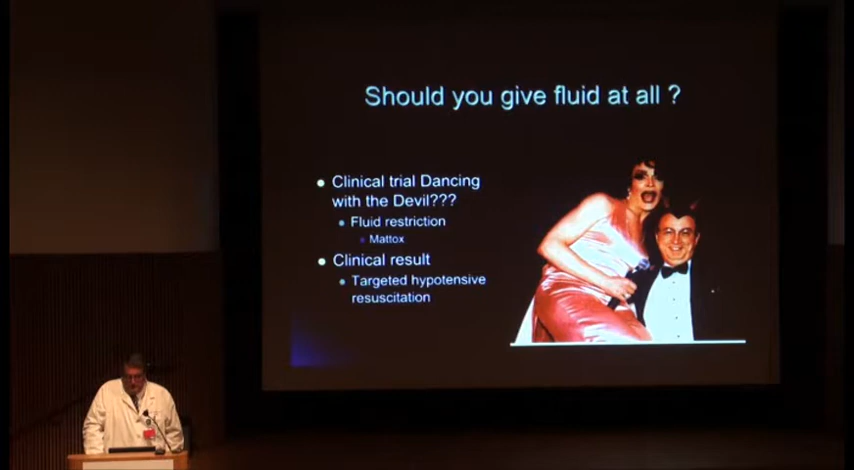 Should you give fluid at all ?
Clinical trial Dancing
with the Devil???
Fluid restriction
Mattox
Clinical result
Targeted hypotensive
resuscitation